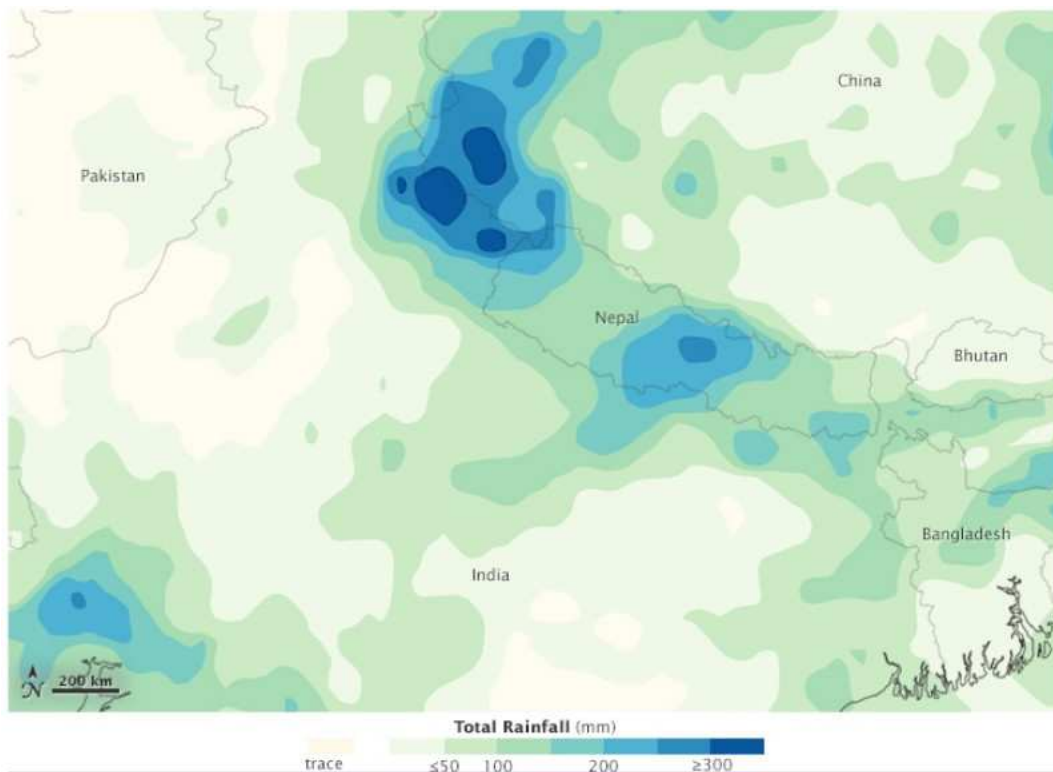 China
Pakistan
Nepal
Bhutan
Bangladesh
India
N
200 km
Total Rainfall (mm)
trace
≤50
100
200
≥300